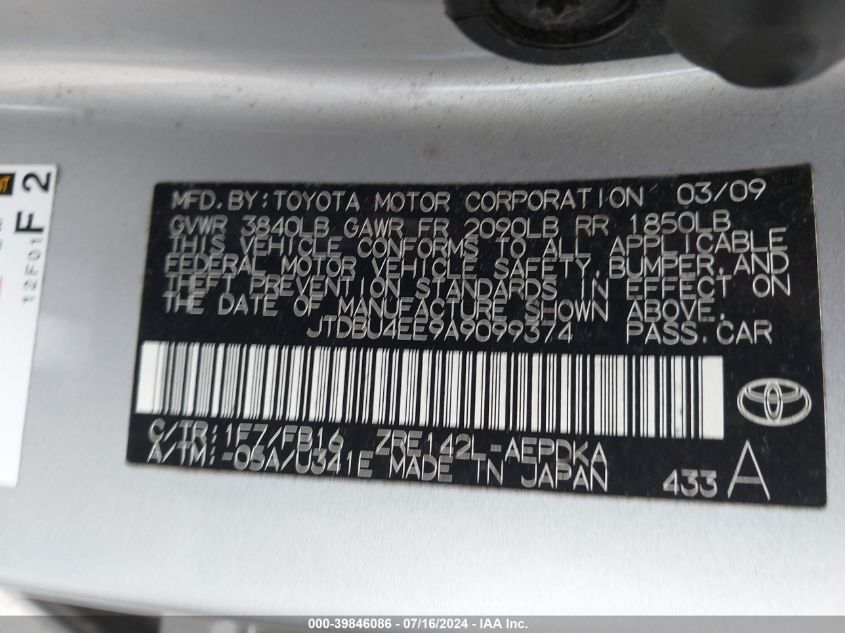 MFD. BY: TOYOTA MOTOR CORPORATION 03/09
GVWR 3840LB GAWR FR 2090LB RR 1850LB
THIS VEHICLE CONFORMS TO ALL APPLICABLE
FEDERAL MOTOR VEHICLE SAFETY, BUMPER, AND
THEFT PREVENTION STANDARDS IN EFFECT ON
THE DATE OF MANUFACTURE SHOWN ABOVE.
JTDBU4EE9A9099374 PASS. CAR
C/TR: 1F7/FB16 ZRE142L-AEPDKA
A/TM: -05A/U341E MADE IN JAPAN 433 A
F 2
12F01
000-39846086 - 07/16/2024 - IAA Inc.